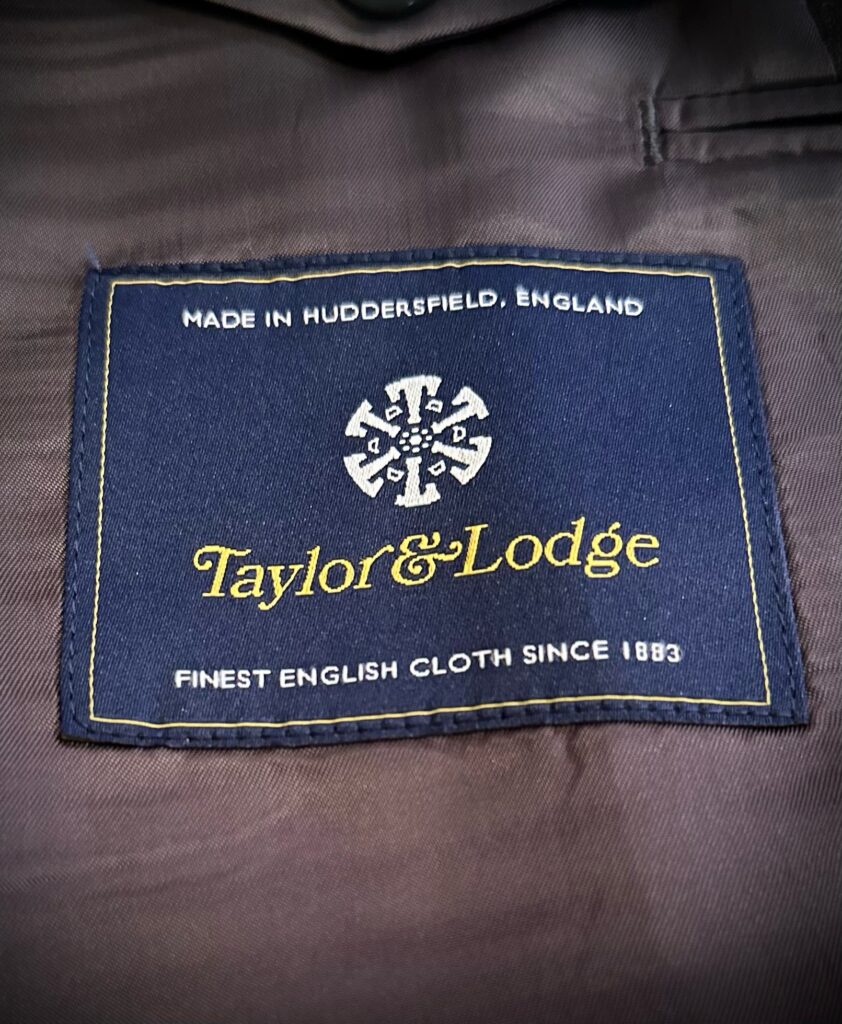 MADE IN HUDDERSFIELD, ENGLAND
Taylor & Lodge
FINEST ENGLISH CLOTH SINCE 1883